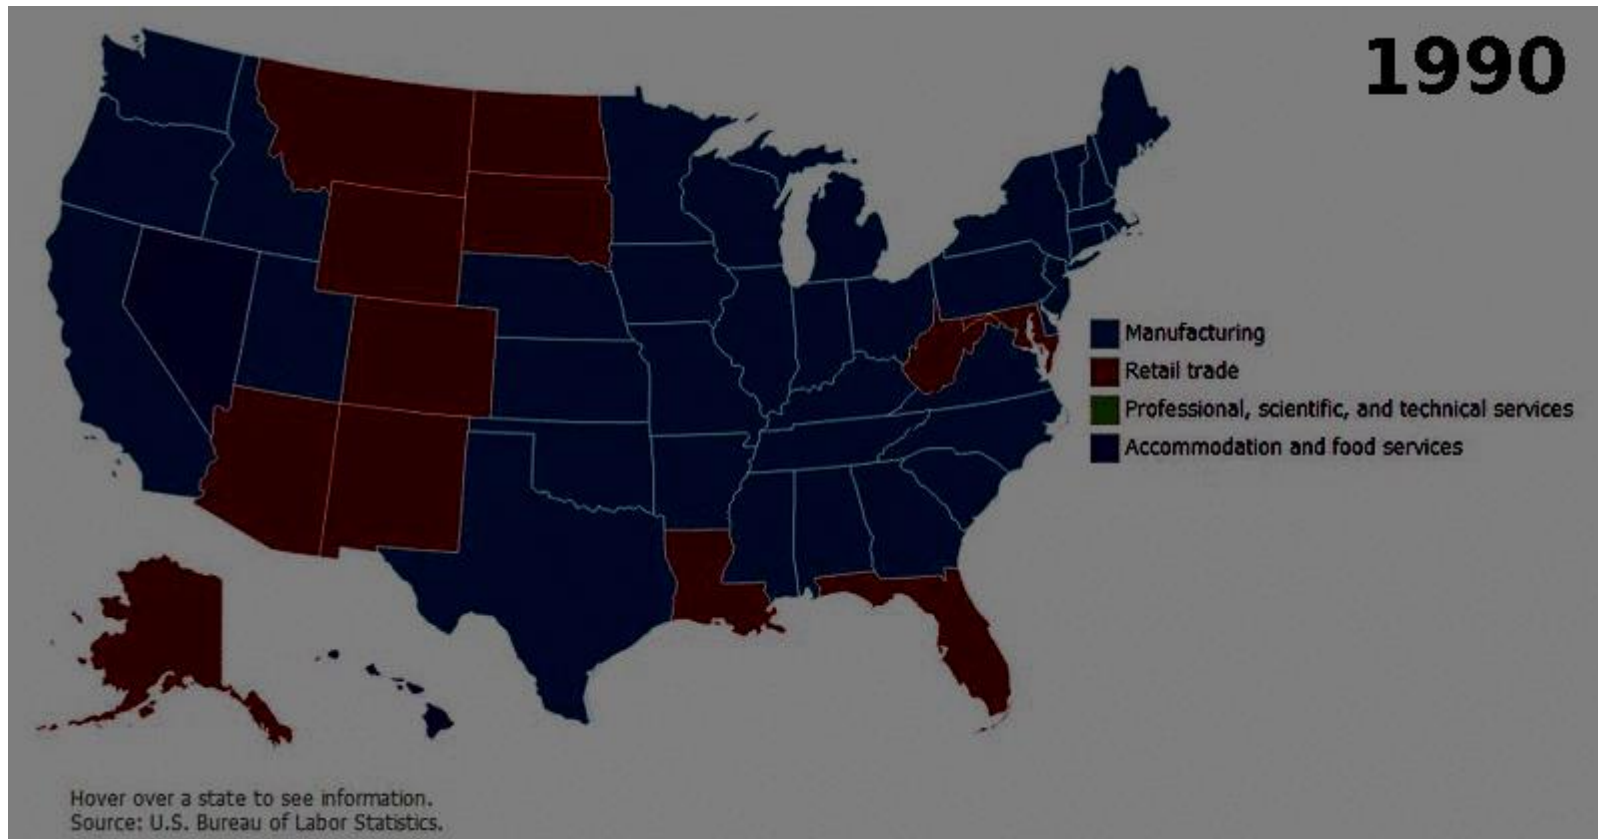 1990
Manufacturing
Retail trade
Professional, scientific, and technical services
Accommodation and food services
Hover over a state to see information.
Source: U.S. Bureau of Labor Statistics.